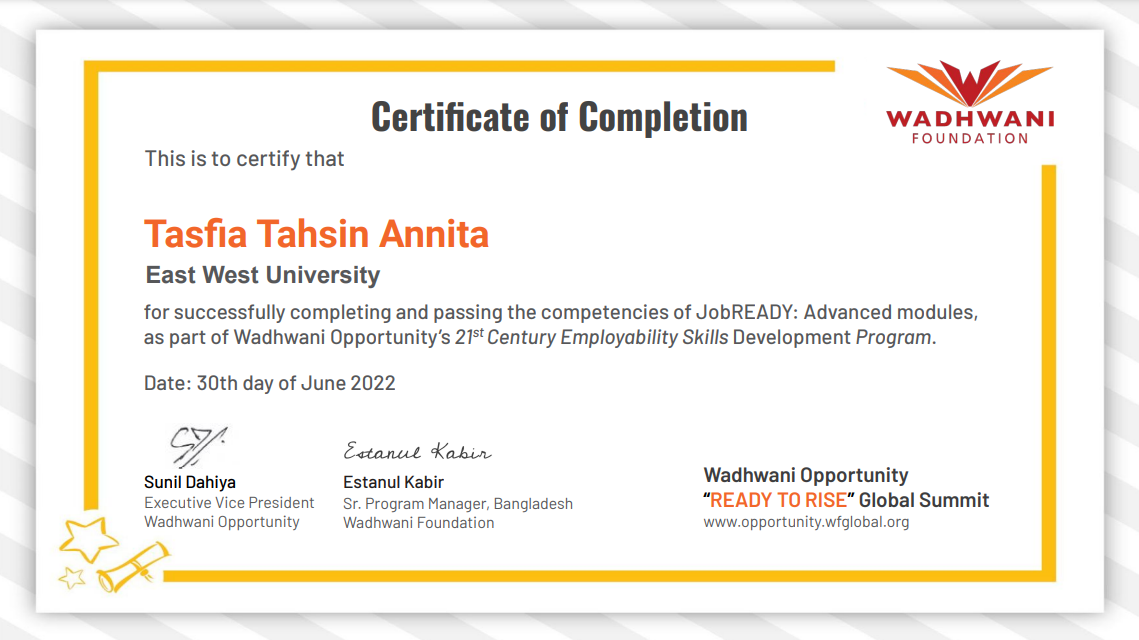 WADHWANI
FOUNDATION
Certificate of Completion
This is to certify that
Tasfia Tahsin Annita
East West University
for successfully completing and passing the competencies of JobREADY: Advanced modules,
as part of Wadhwani Opportunity's 21st Century Employability Skills Development Program.
Date: 30th day of June 2022
Estanul Kabir
Sunil Dahiya
Executive Vice President
Wadhwani Opportunity
Estanul Kabir
Sr. Program Manager, Bangladesh
Wadhwani Foundation
Wadhwani Opportunity
“READY TO RISE” Global Summit
www.opportunity.wfglobal.org